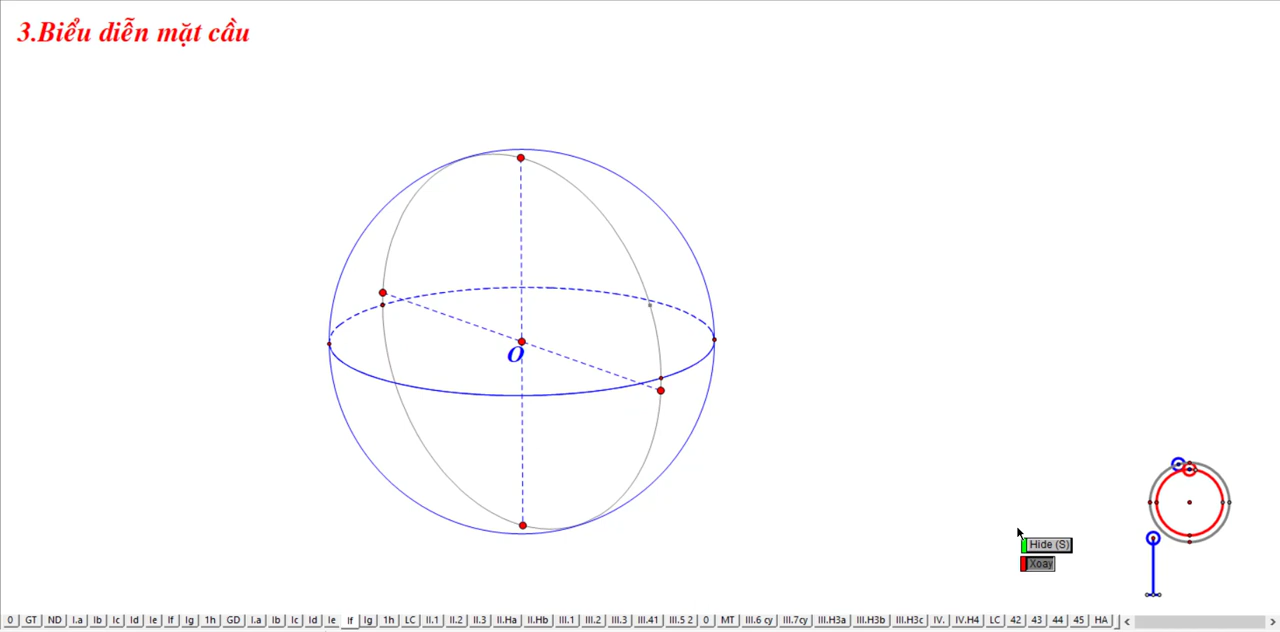 3.Biểu diễn mặt cầu
O
Hide (S)
Xoay
0 GT ND I.a Ib Ic Id Ie If Ig 1h GD I.a Ib Ic Id Ie If Ig 1h LC II.1 II.2 II.3 II.Ha II.Hb III.1 III.2 III.3 III.41 III.5 2 0 MT III.6 cy III.7cy III.H3a III.H3b III.H3c IV. IV.H4 LC 42 43 44 45 HA